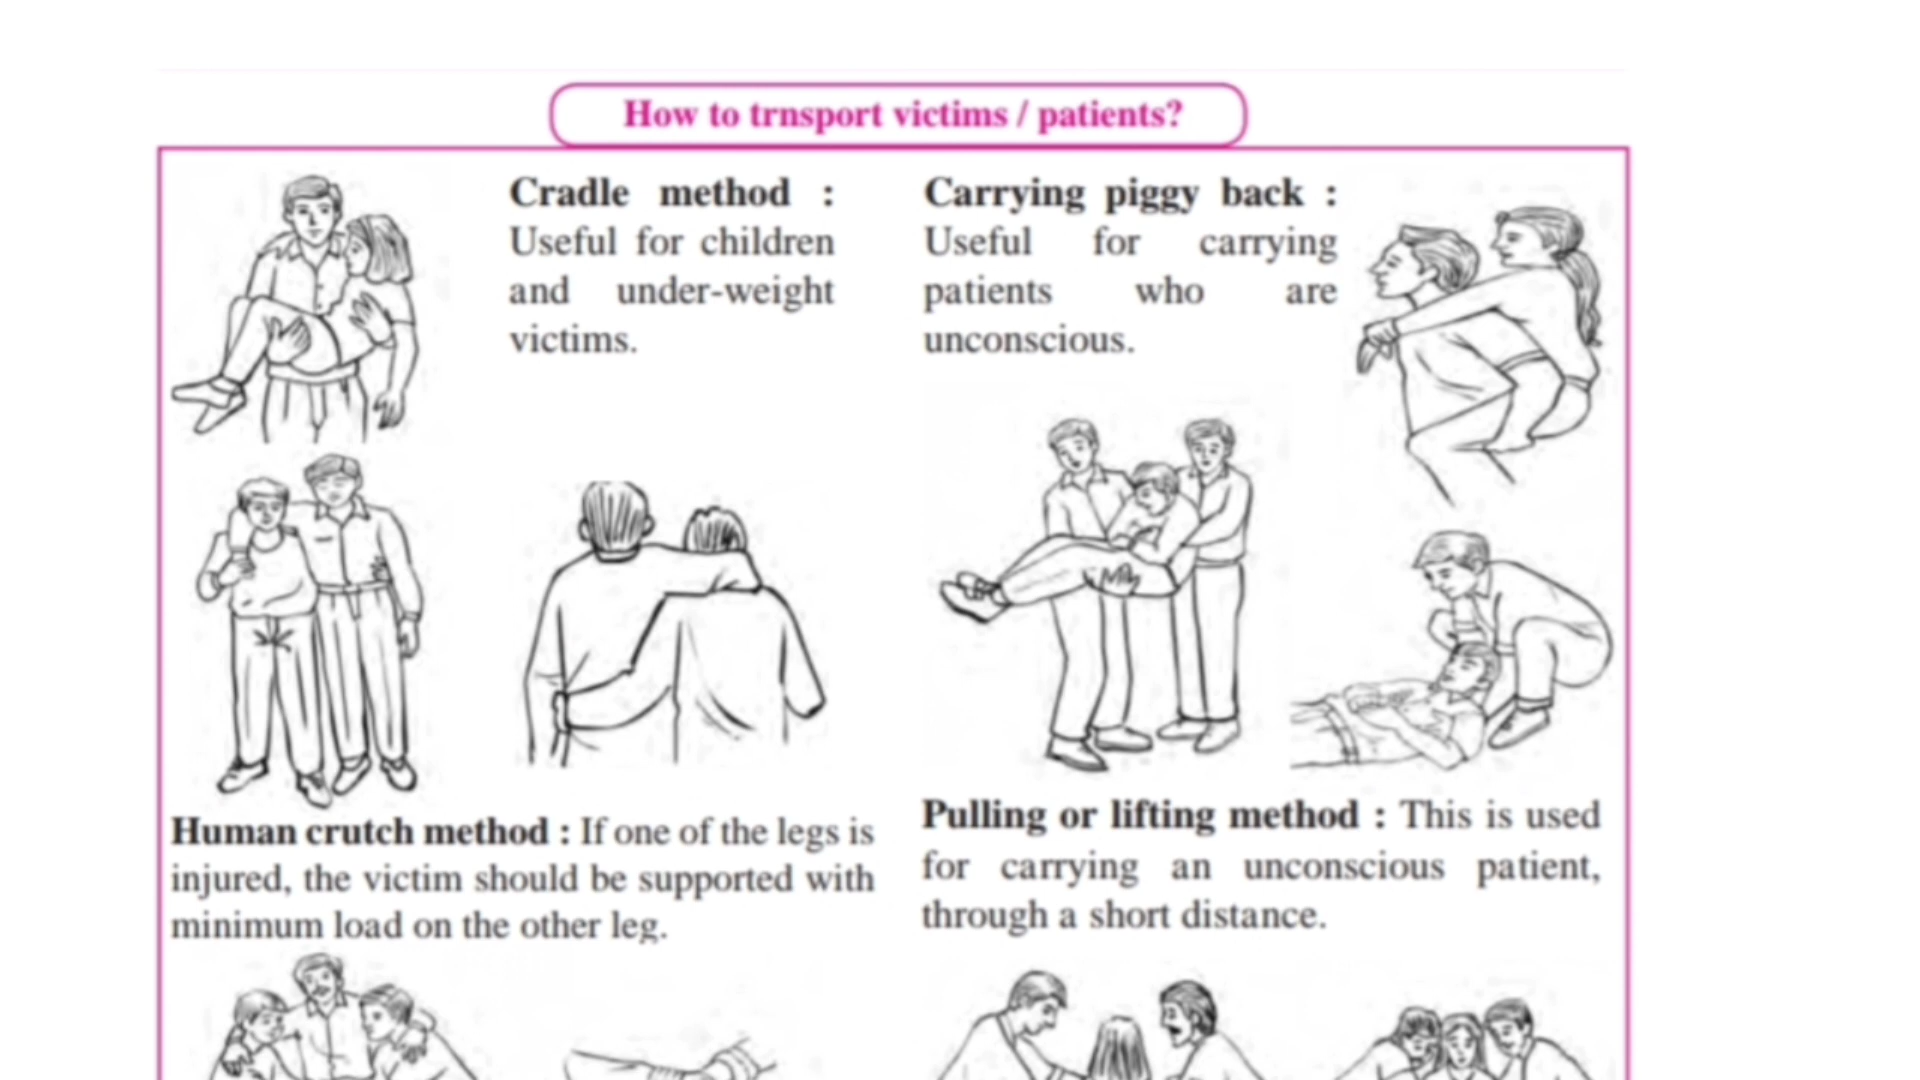 How to trnsport victims / patients?
Cradle method :
Useful for children
and under-weight
victims.
Carrying piggy back :
Useful for carrying
patients who are
unconscious.
Human crutch method : If one of the legs is
injured, the victim should be supported with
minimum load on the other leg.
Pulling or lifting method : This is used
for carrying an unconscious patient,
through a short distance.